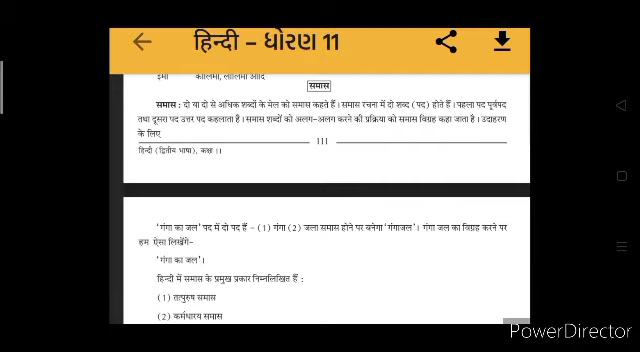 हिन्दी – ધોરણ 11
इमा कालिमा, लालिमा आदि
समास
समास : दो या दो से अधिक शब्दों के मेल को समास कहते हैं । समास रचना में दो शब्द (पद) होते हैं । पहला पद पूर्वपद
तथा दूसरा पद उत्तर पद कहलाता है । समास शब्दों को अलग-अलग करने की प्रक्रिया को समास विग्रह कहा जाता है । उदाहरण
के लिए
111
हिन्दी (द्वितीय भाषा), कक्षा 11
'गंगा का जल' पद में दो पद हैं – (1) गंगा (2) जला समास होने पर बनेगा 'गंगाजल'। गंगा जल का विग्रह करने पर
हम ऐसा लिखेंगे-
'गंगा का जल'।
हिन्दी में समास के प्रमुख प्रकार निम्नलिखित हैं :
(1) तत्पुरुष समास
(2) कर्मधारय समास
PowerDirector